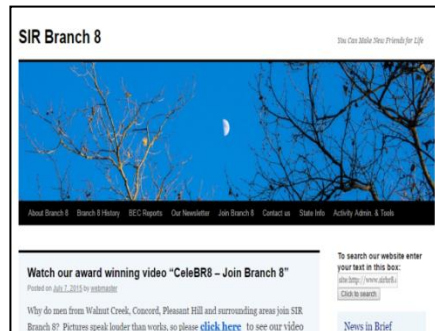 SIR Branch 8
You Can Make New Friends for Life
About Branch 8 Branch 8 History BEC Reports Our Newsletter Join Branch 8 Contact us State Info Activity Admin & Tools
Watch our award winning video “CeleBR8 – Join Branch 8”
Posted on July 7, 2015 by webmaster
Why do men from Walnut Creek, Concord, Pleasant Hill and surrounding areas join SIR
Branch 8? Pictures speak louder than works, so please click here to see our video
To search our website enter
your text in this box:
site:http://www.sirbr8.
Click to search
News in Brief